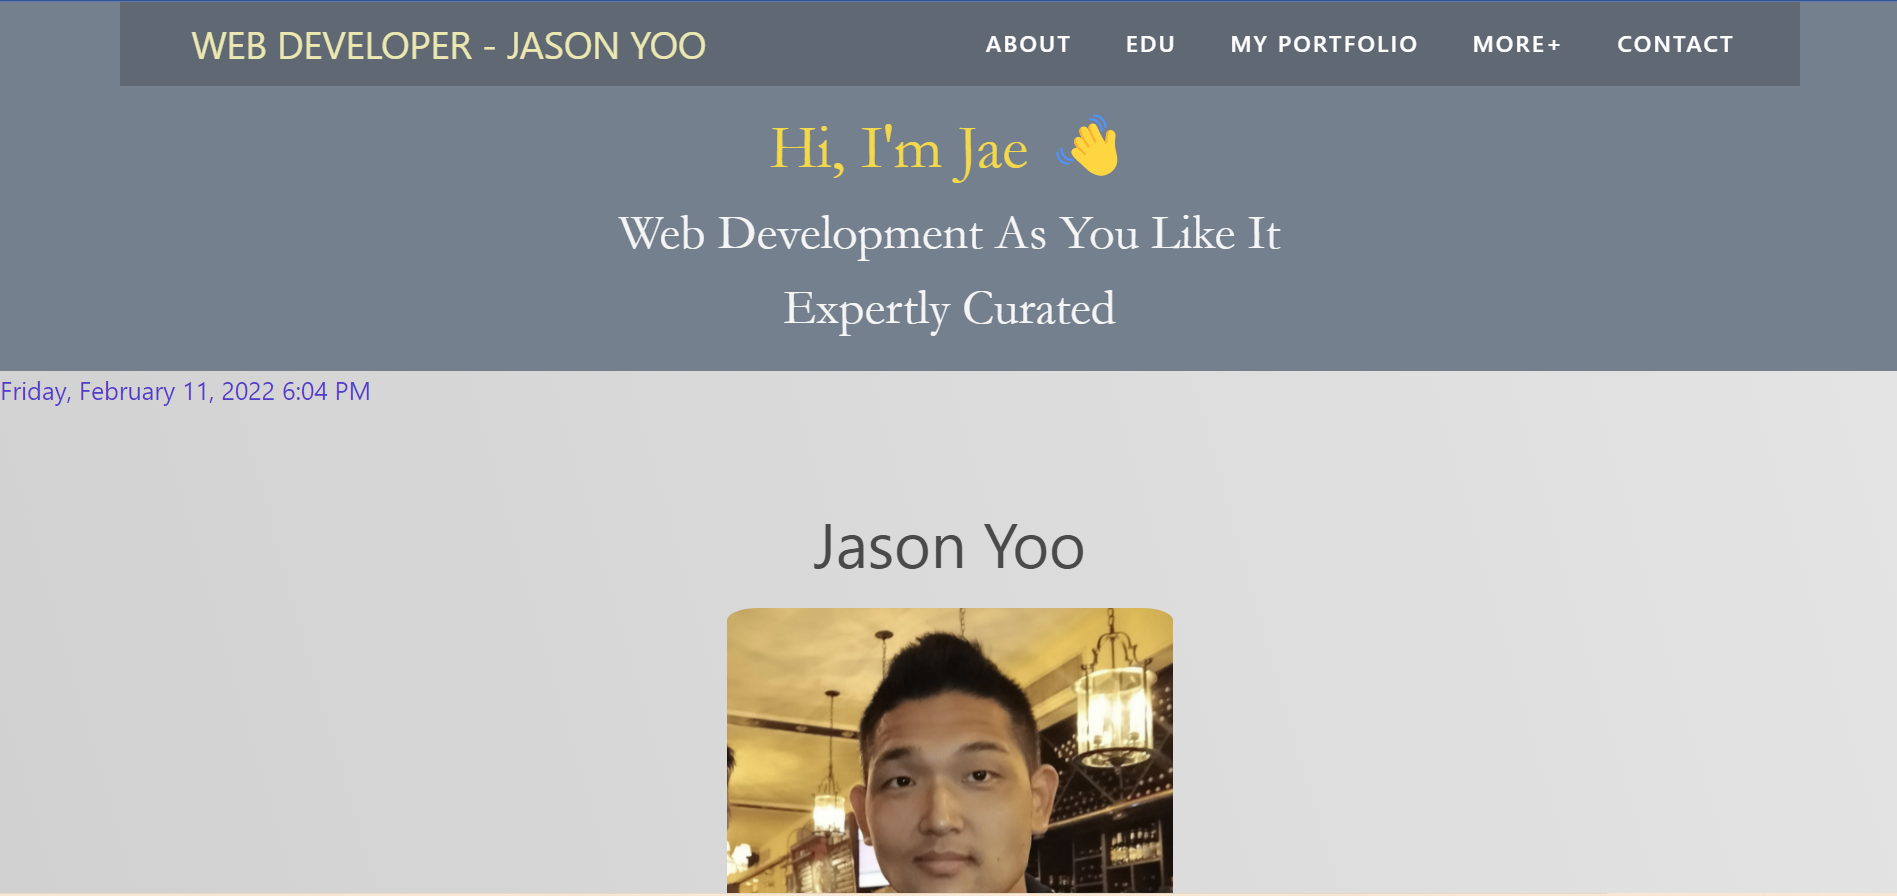 WEB DEVELOPER - JASON YOO
ABOUT EDU MY PORTFOLIO MORE+ CONTACT
Hi, I'm Jae 👋
Web Development As You Like It
Expertly Curated
Friday, February 11, 2022 6:04 PM
Jason Yoo